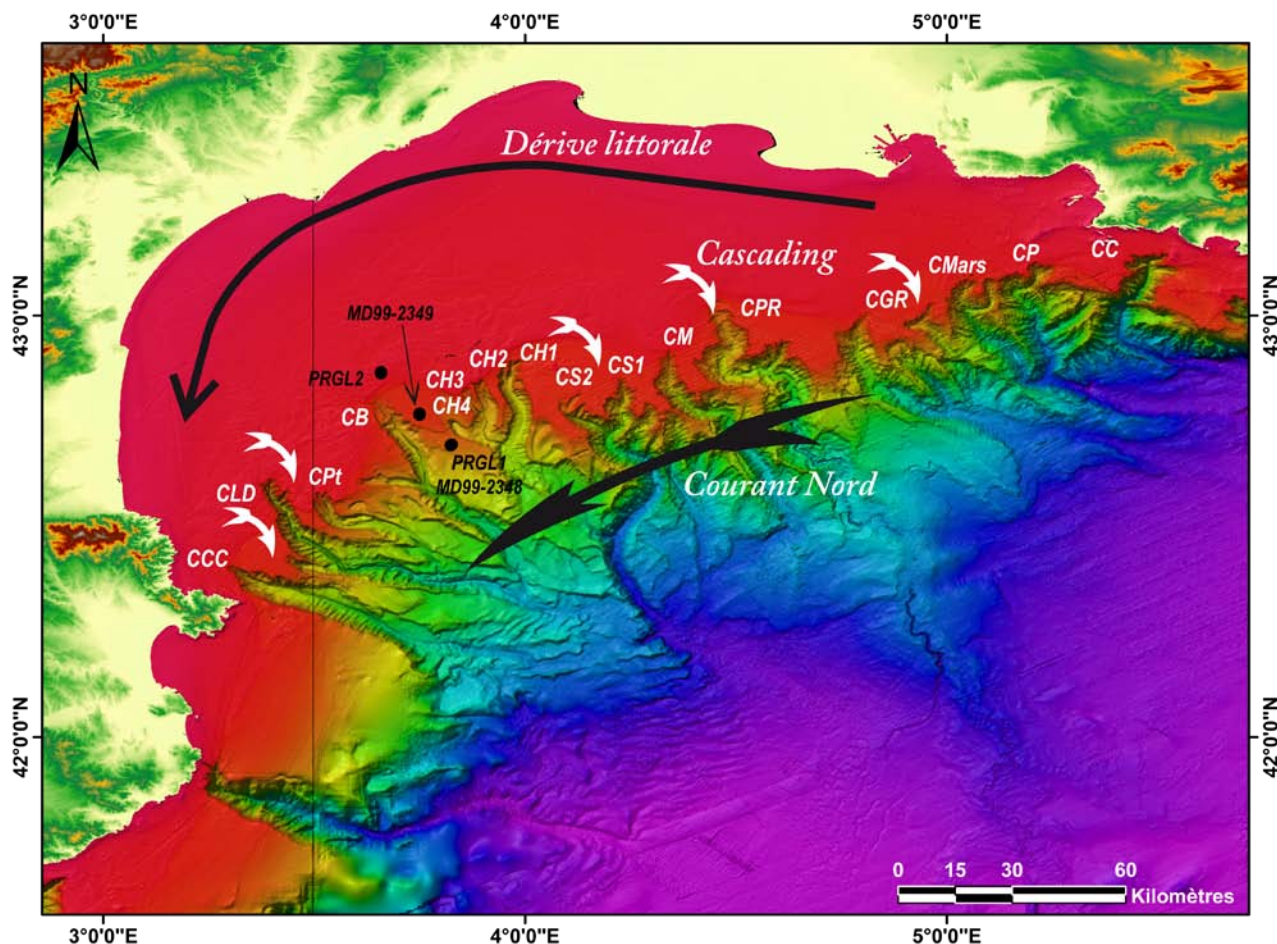 3°0'0"E
4°0'0"E
5°0'0"E
N
Dérive littorale
Cascading
CMars
CP
CC
CGR
CPR
43°0'0"N
43°0'0"N
MD99-2349
CM
CH1
CH2
CS1
CS2
PRGL2
CH3
CH4
CB
PRGL1
MD99-2348
CPt
CLD
Courant Nord
CCC
42°0'0"N
42°0'0"N
0 15 30 60
Kilomètres
3°0'0"E
4°0'0"E
5°0'0"E